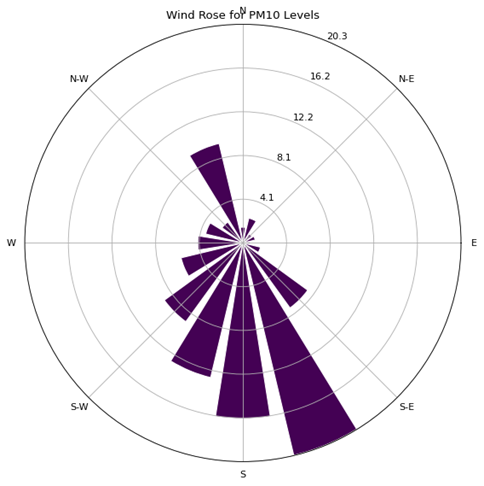 N
Wind Rose for PM10 Levels
20.3
N-W
16.2
N-E
12.2
8.1
4.1
W
E
S-W
S-E
S